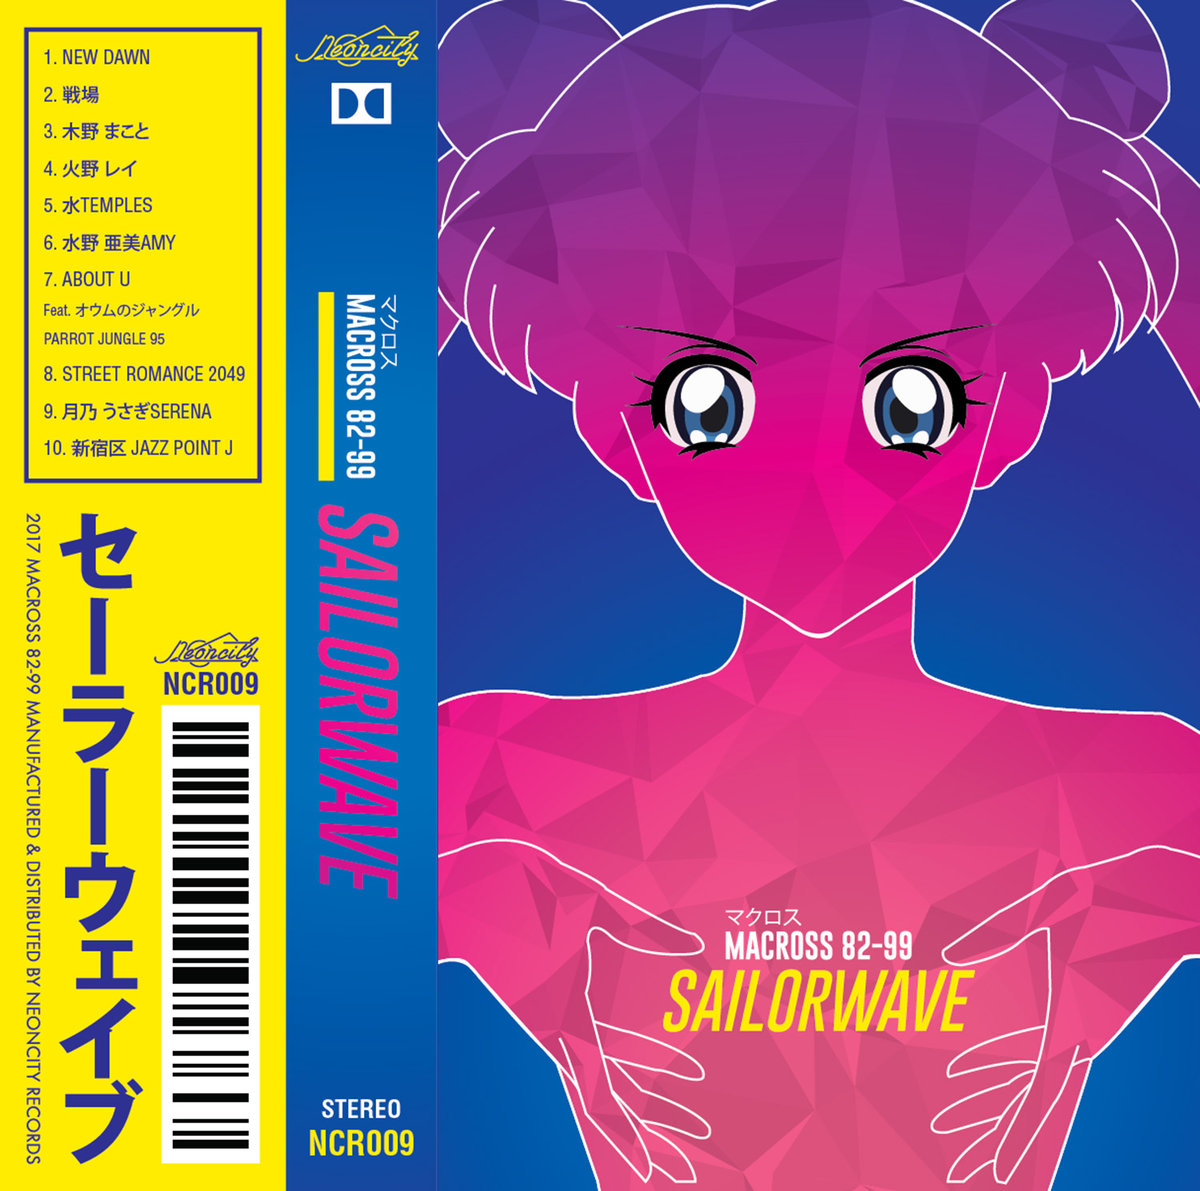 1. NEW DAWN
2. 戦場
3. 木野 まこと
4. 火野 レイ
5. 水TEMPLES
6. 水野 亜美AMY
7. ABOUT U
Feat. オウムのジャングル
PARROT JUNGLE 95
8. STREET ROMANCE 2049
9. 月乃 うさぎSERENA
10. 新宿区 JAZZ POINT J
セーラーウェイブ
2017 MACROSS 82-99 MANUFACTURED & DISTRIBUTED BY NEONCITY RECORDS
Neoncity
NCR009
Neoncity
マクロス
MACROSS 82-99
SAILORWAVE
STEREO
NCR009
マクロス
MACROSS 82-99
SAILORWAVE